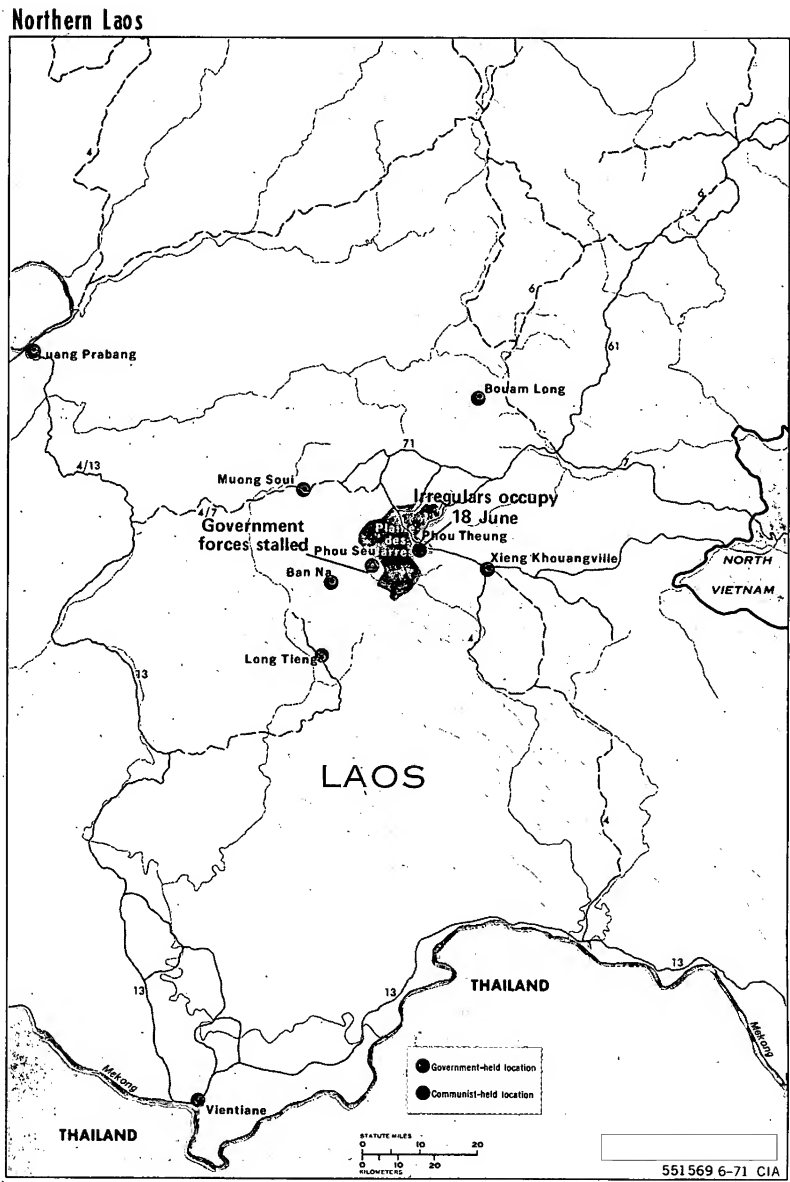 Northern Laos
4
6
6
61
Luang Prabang
Bouam Long
71
4/13
7
Muong Soui
4/7
Irregulars occupy
18 June
Government
forces stalled
Plaine
des
Jarres
Phou Theung
Phou Seu
Ban Na
Xieng Khouangville
NORTH
VIETNAM
4
Long Tieng
13
LAOS
4
13
THAILAND
13
13
Mekong
Mekong
Government-held location
Communist-held location
Vientiane
THAILAND
STATUTE MILES
0 10 20
0 10 20
KILOMETERS
551569 6-71 CIA